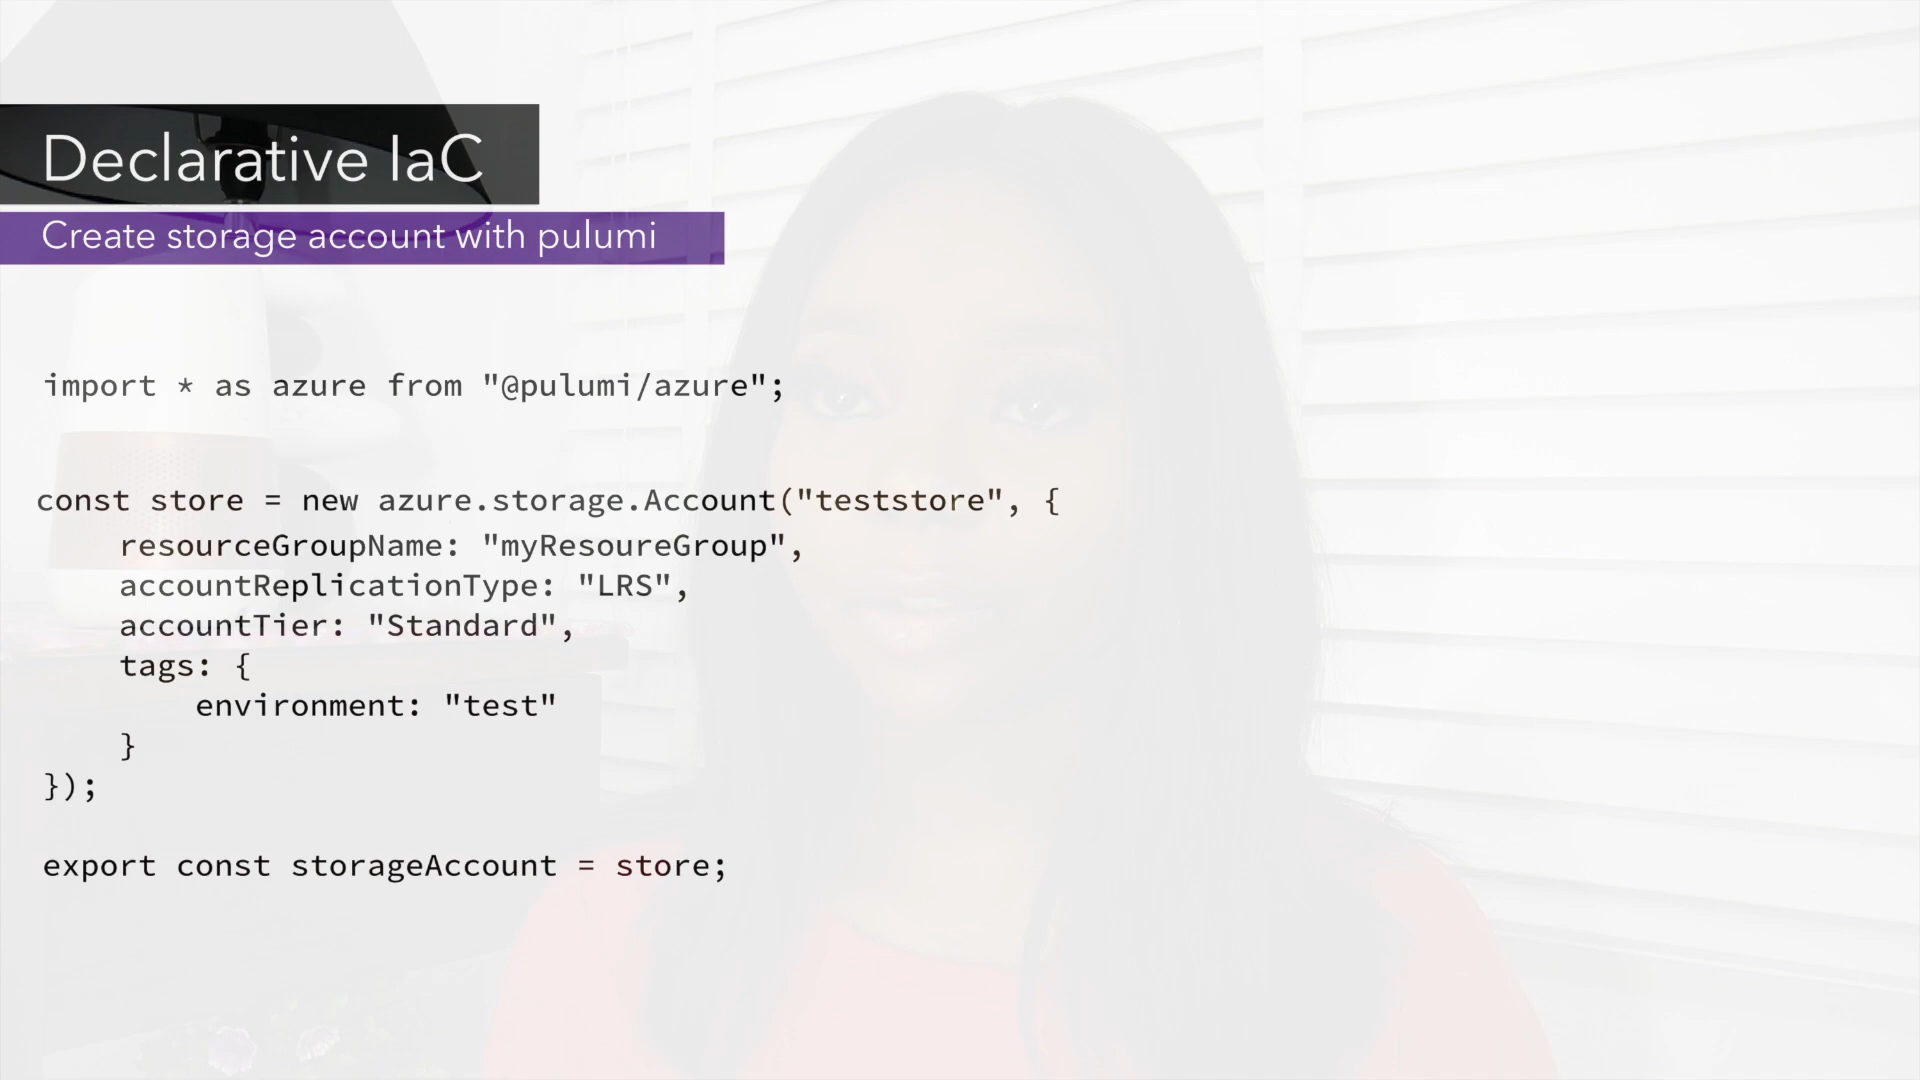 Declarative IaC
Create storage account with pulumi
import * as azure from "@pulumi/azure";
const store = new azure.storage.Account("teststore", {
    resourceGroupName: "myResoureGroup",
    accountReplicationType: "LRS",
    accountTier: "Standard",
    tags: {
        environment: "test"
    }
});
export const storageAccount = store;